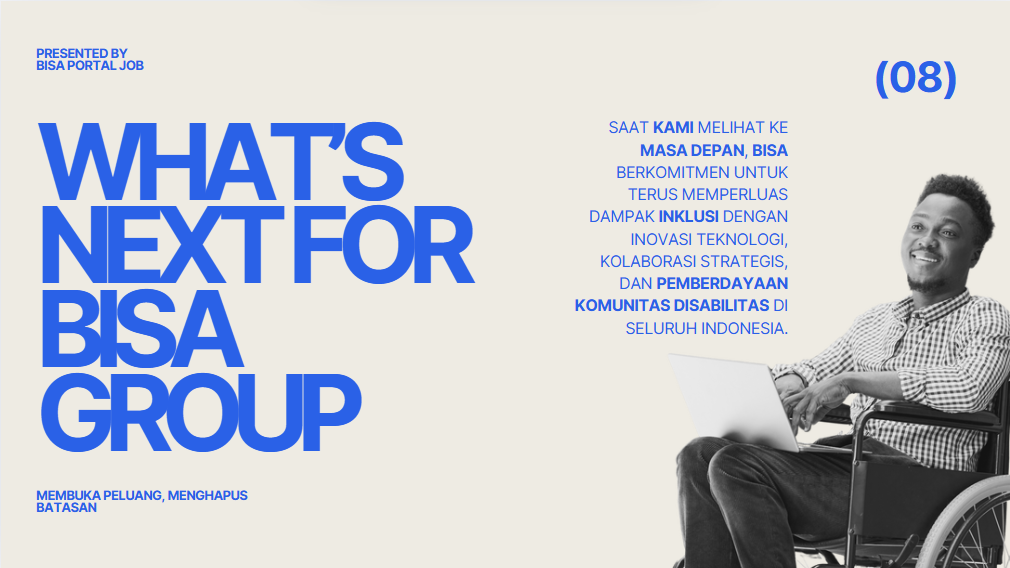 PRESENTED BY
BISA PORTAL JOB
(08)
WHAT'S
NEXT FOR
BISA
GROUP
SAAT KAMI MELIHAT KE
MASA DEPAN, BISA
BERKOMITMEN UNTUK
TERUS MEMPERLUAS
DAMPAK INKLUSI DENGAN
INOVASI TEKNOLOGI,
KOLABORASI STRATEGIS,
DAN PEMBERDAYAAN
KOMUNITAS DISABILITAS DI
SELURUH INDONESIA.
MEMBUKA PELUANG, MENGHAPUS
BATASAN